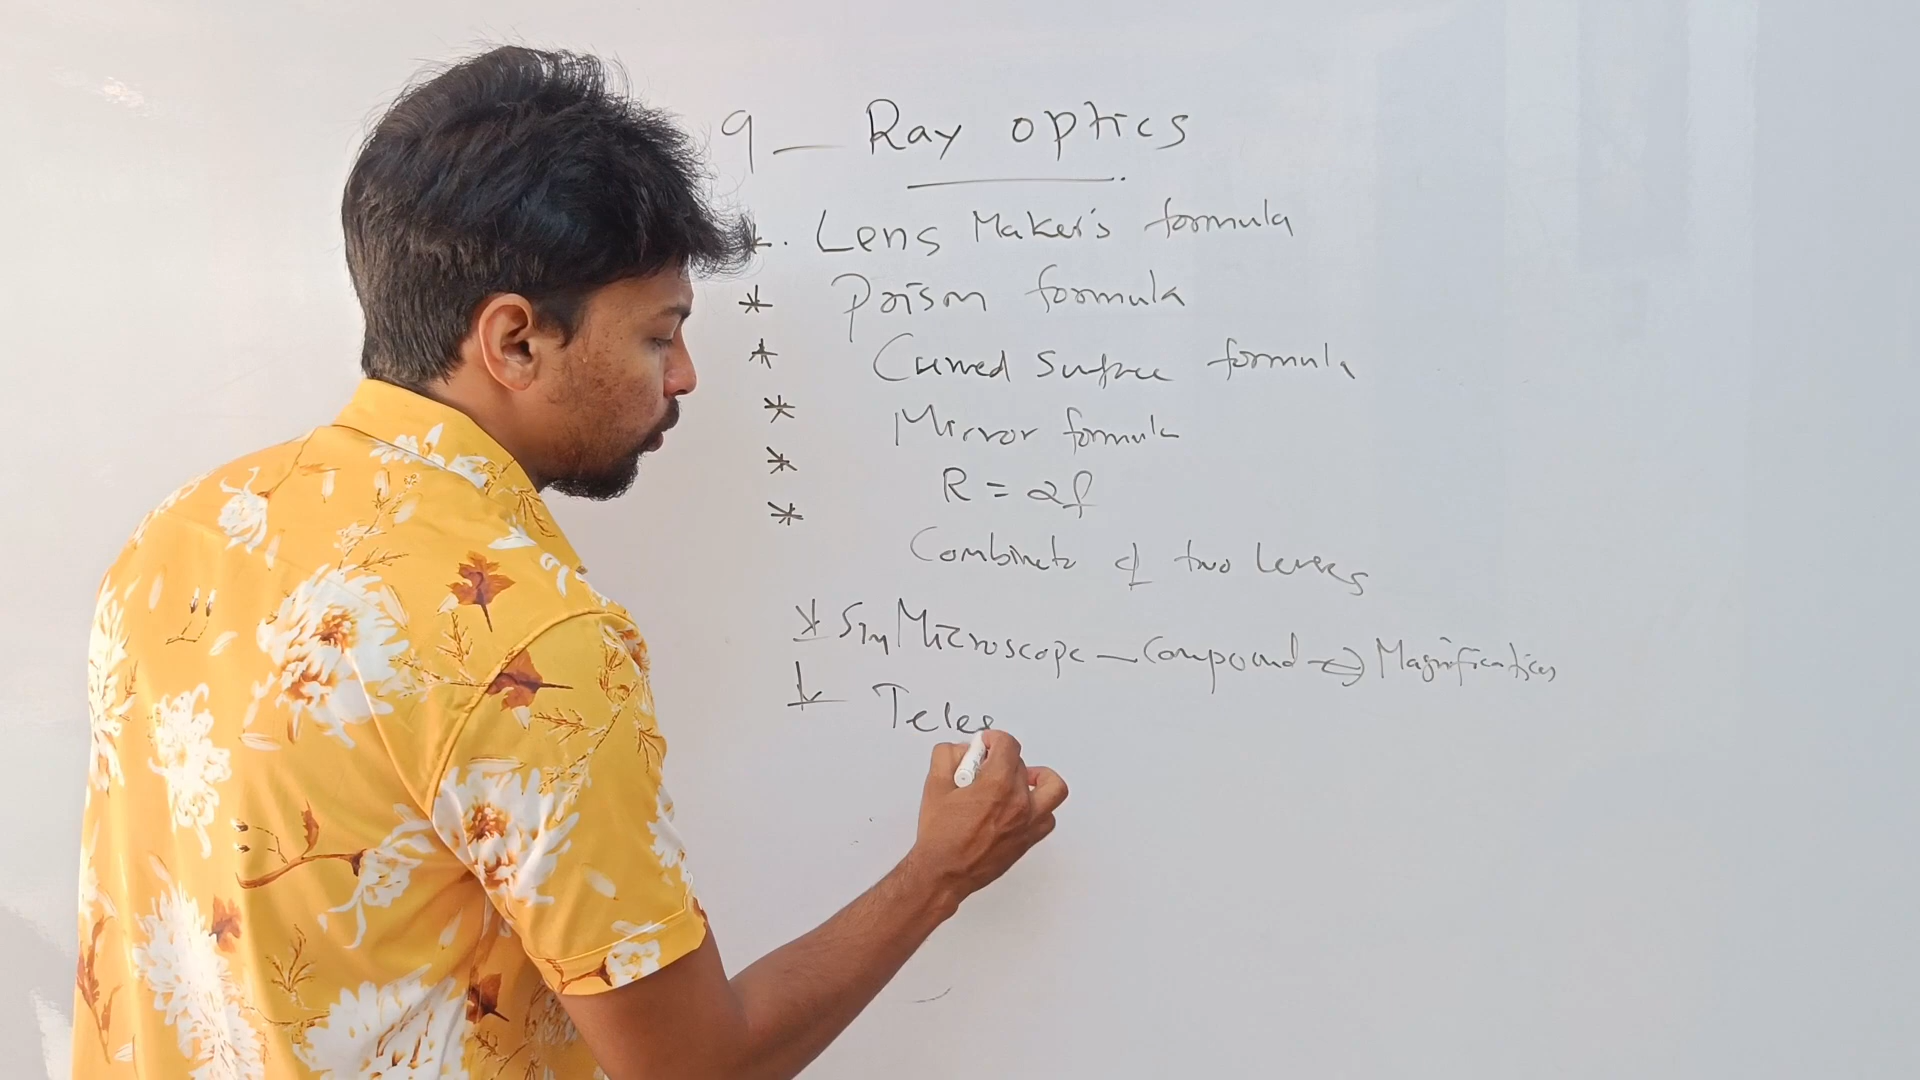 9 — Ray optics
* . Lens Maker's formula
* Prism formula
* Curved Surface formula
* Mirror formula
* R = 2f
* Combinato of two lenses
* Sim Microscope — Compound ⇔ Magnification
* Teles